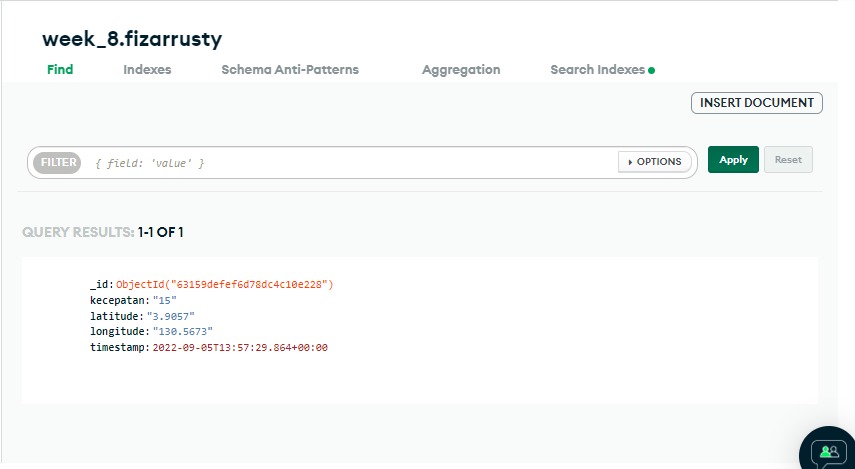 week_8.fizarrusty
Find Indexes Schema Anti-Patterns Aggregation Search Indexes
INSERT DOCUMENT
FILTER { field: 'value' } OPTIONS Apply Reset
QUERY RESULTS: 1-1 OF 1
_id: ObjectId("63159defef6d78dc4c10e228")
kecepatan: "15"
latitude: "3.9057"
longitude: "130.5673"
timestamp: 2022-09-05T13:57:29.864+00:00